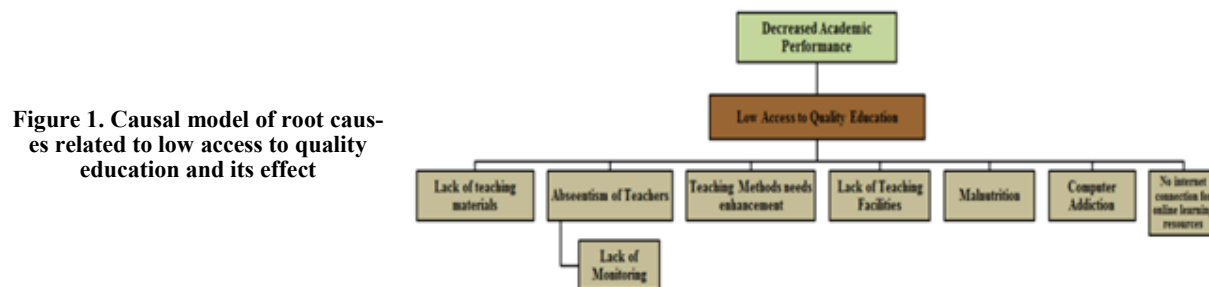 Figure 1. Causal model of root caus-
es related to low access to quality
education and its effect
Decreased Academic
Performance
Low Access to Quality Education
Lack of teaching
materials
Abseentism of Teachers
Teaching Methods needs
enhancement
Lack of Teaching
Facilities
Malnutrition
Computer
Addiction
No internet
connection for
online learning
resources
Lack of
Monitoring